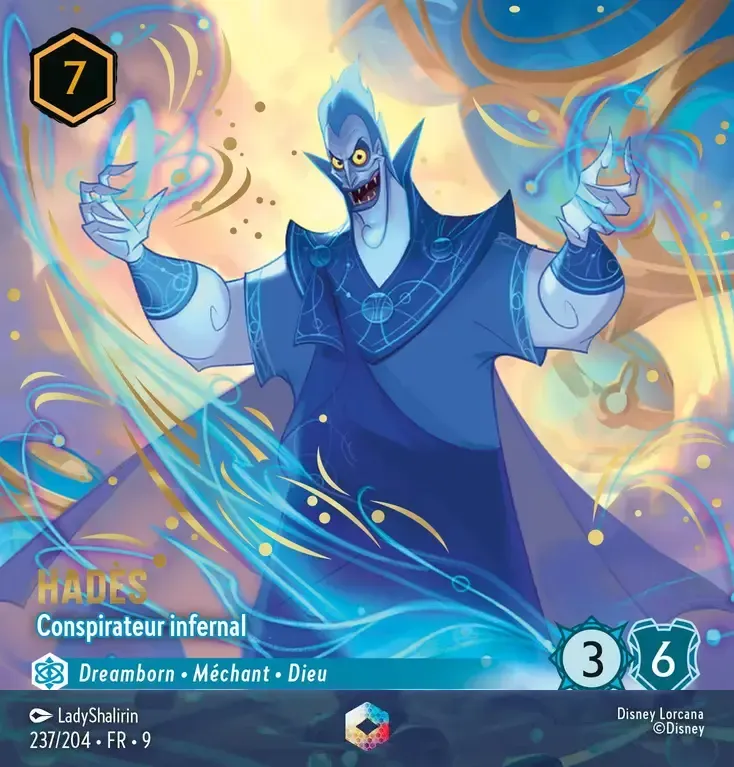 7
HADÈS
Conspirateur infernal
Dreamborn • Méchant • Dieu
3
6
LadyShalirin
237/204 • FR • 9
Disney Lorcana
©Disney